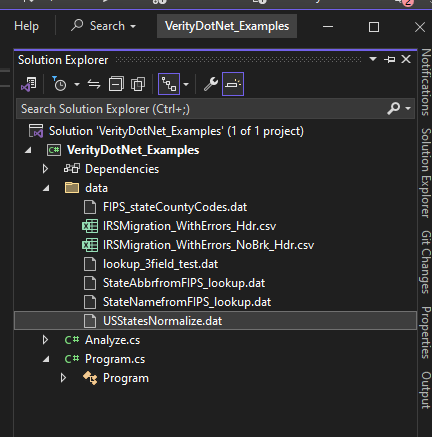 2
Help Search VerityDotNet_Examples
Solution Explorer
Search Solution Explorer (Ctrl+;)
Solution 'VerityDotNet_Examples' (1 of 1 project)
VerityDotNet_Examples
Dependencies
data
FIPS_stateCountyCodes.dat
IRSMigration_WithErrors_Hdr.csv
IRSMigration_WithErrors_NoBrk_Hdr.csv
lookup_3field_test.dat
StateAbbrfromFIPS_lookup.dat
StateNamefromFIPS_lookup.dat
USStatesNormalize.dat
C# Analyze.cs
C# Program.cs
Program
Notifications
Solution Explorer
Git Changes
Properties
Output